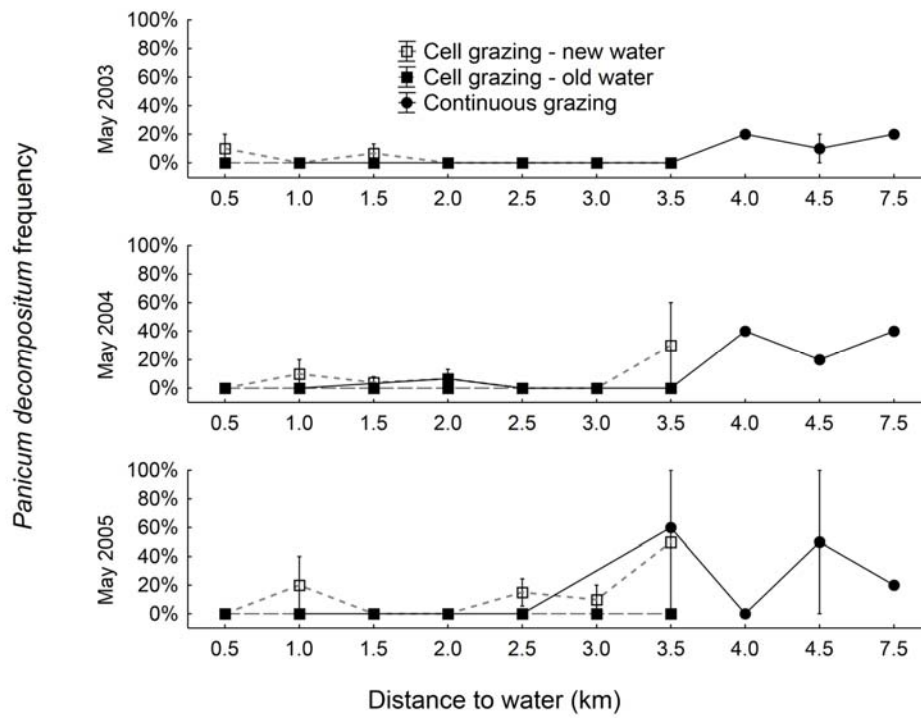 Panicum decompositum frequency
May 2003
100%
80%
60%
40%
20%
0%
Cell grazing - new water
Cell grazing - old water
Continuous grazing
0.5 1.0 1.5 2.0 2.5 3.0 3.5 4.0 4.5 7.5
May 2004
100%
80%
60%
40%
20%
0%
0.5 1.0 1.5 2.0 2.5 3.0 3.5 4.0 4.5 7.5
May 2005
100%
80%
60%
40%
20%
0%
0.5 1.0 1.5 2.0 2.5 3.0 3.5 4.0 4.5 7.5
Distance to water (km)